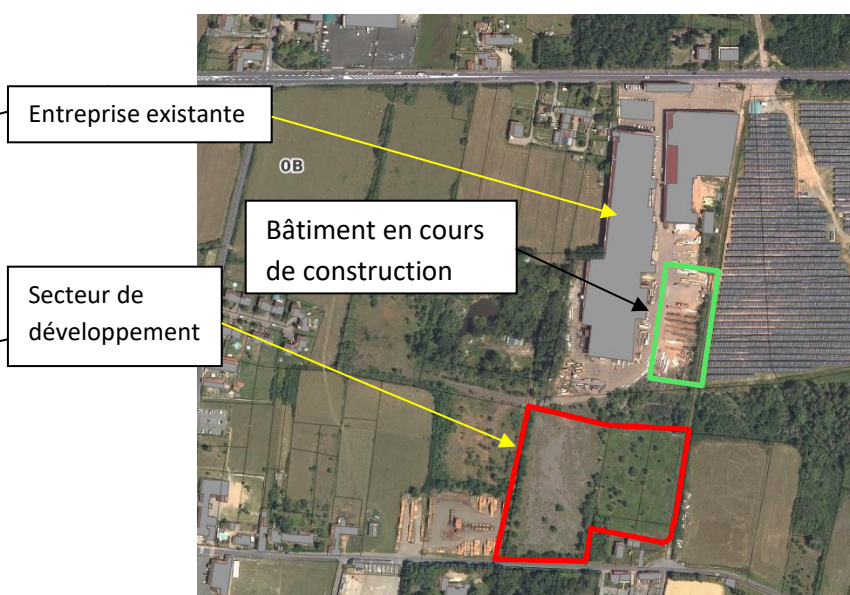 Entreprise existante
0B
Bâtiment en cours
de construction
Secteur de
développement